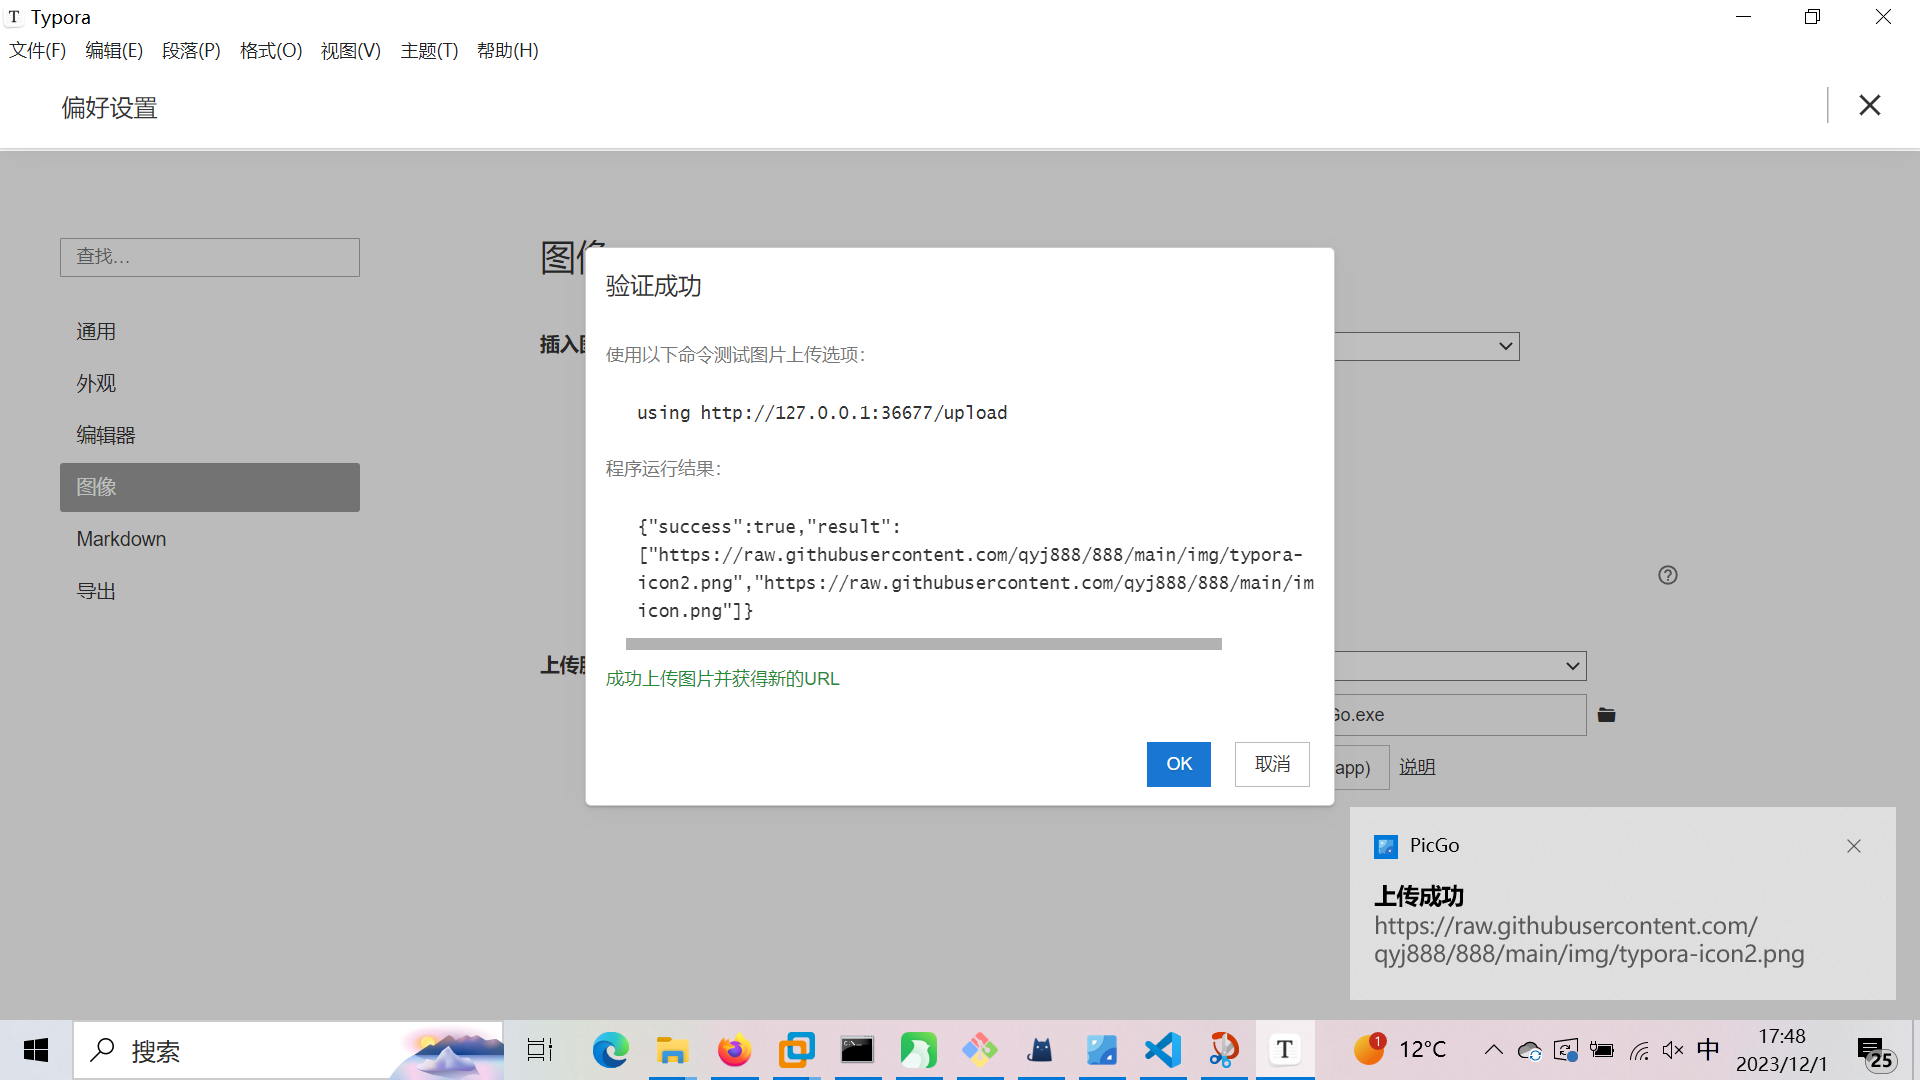 T Typora
文件(F) 编辑(E) 段落(P) 格式(O) 视图(V) 主题(T) 帮助(H)
偏好设置
查找...
通用
外观
编辑器
图像
Markdown
导出
图像
插入图
上传服
验证成功
使用以下命令测试图片上传选项:
using http://127.0.0.1:36677/upload
程序运行结果:
{"success":true,"result":
["https://raw.githubusercontent.com/qyj888/888/main/img/typora-
icon2.png","https://raw.githubusercontent.com/qyj888/888/main/im
icon.png"]}
成功上传图片并获得新的URL
OK 取消
Go.exe
app) 说明
PicGo
上传成功
https://raw.githubusercontent.com/
qyj888/888/main/img/typora-icon2.png
搜索
T
1
12°C
中
17:48
2023/12/1
25